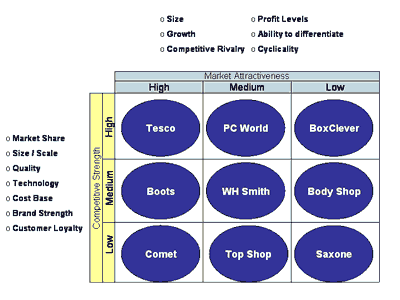 o Size o Profit Levels
o Growth o Ability to differentiate
o Competitive Rivalry o Cyclicality
Market Attractiveness
High Medium Low
o Market Share
o Size / Scale
o Quality
o Technology
o Cost Base
o Brand Strength
o Customer Loyalty
Competitive Strength
High
Tesco PC World BoxClever
Medium
Boots WH Smith Body Shop
Low
Comet Top Shop Saxone